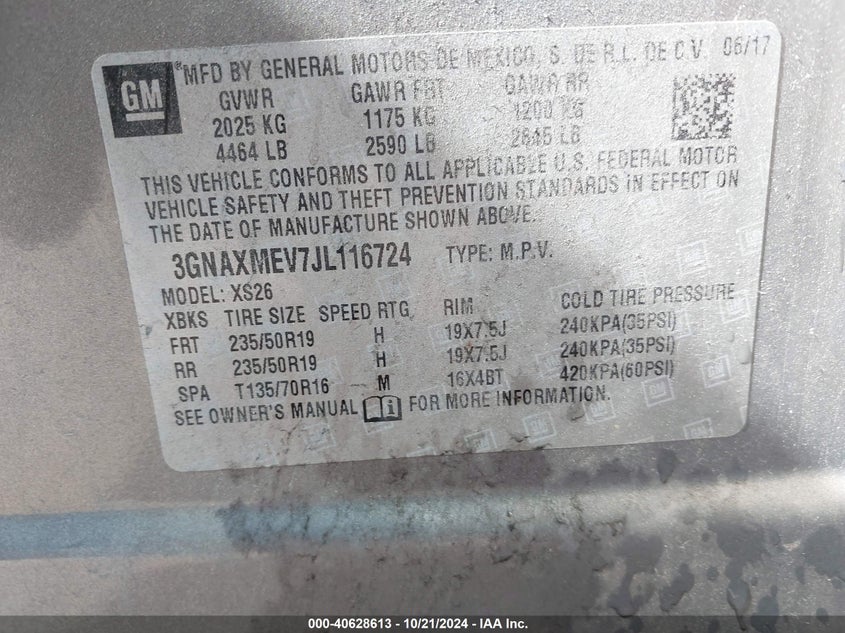 GM
®MFD BY GENERAL MOTORS DE MEXICO, S. DE R.L. DE C.V. 06/17
GVWR GAWR FRT GAWR RR
2025 KG 1175 KG 1200 KG
4464 LB 2590 LB 2645 LB
THIS VEHICLE CONFORMS TO ALL APPLICABLE U.S. FEDERAL MOTOR
VEHICLE SAFETY AND THEFT PREVENTION STANDARDS IN EFFECT ON
THE DATE OF MANUFACTURE SHOWN ABOVE.
3GNAXMEV7JL116724 TYPE: M.P.V.
MODEL: XS26
XBKS TIRE SIZE SPEED RTG RIM COLD TIRE PRESSURE
FRT 235/50R19 H 19X7.5J 240KPA(35PSI)
RR 235/50R19 H 19X7.5J 240KPA(35PSI)
SPA T135/70R16 M 16X4BT 420KPA(60PSI)
SEE OWNER'S MANUAL FOR MORE INFORMATION.
000-40628613 - 10/21/2024 - IAA Inc.